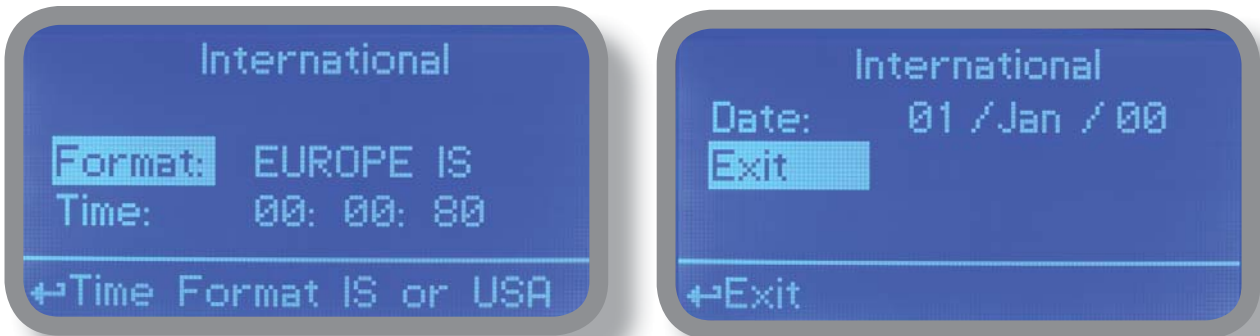 International
Format: EUROPE IS
Time: 00: 00: 80
↵Time Format IS or USA
International
Date: 01 /Jan / 00
Exit
↵Exit